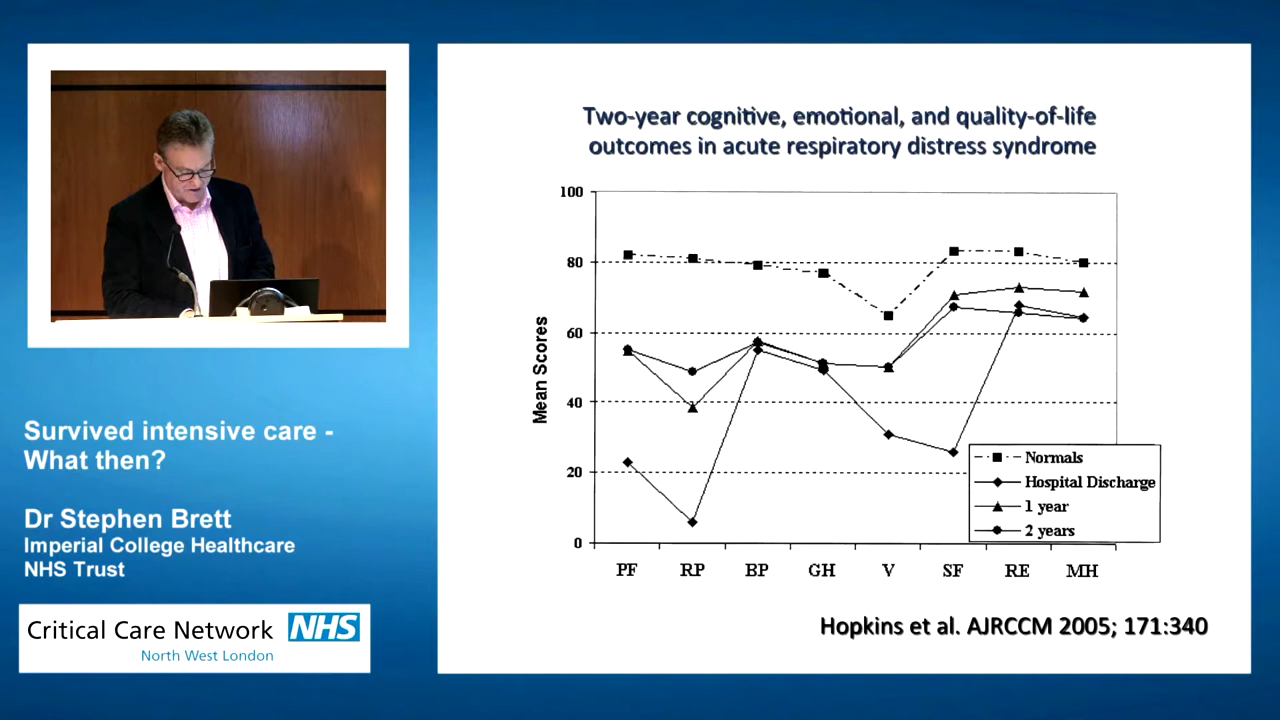 Survived intensive care -
What then?
Dr Stephen Brett
Imperial College Healthcare
NHS Trust
Critical Care Network NHS
North West London
Two-year cognitive, emotional, and quality-of-life
outcomes in acute respiratory distress syndrome
Mean Scores
100
80
60
40
20
0
PF RP BP GH V SF RE MH
Normals
Hospital Discharge
1 year
2 years
Hopkins et al. AJRCCM 2005; 171:340